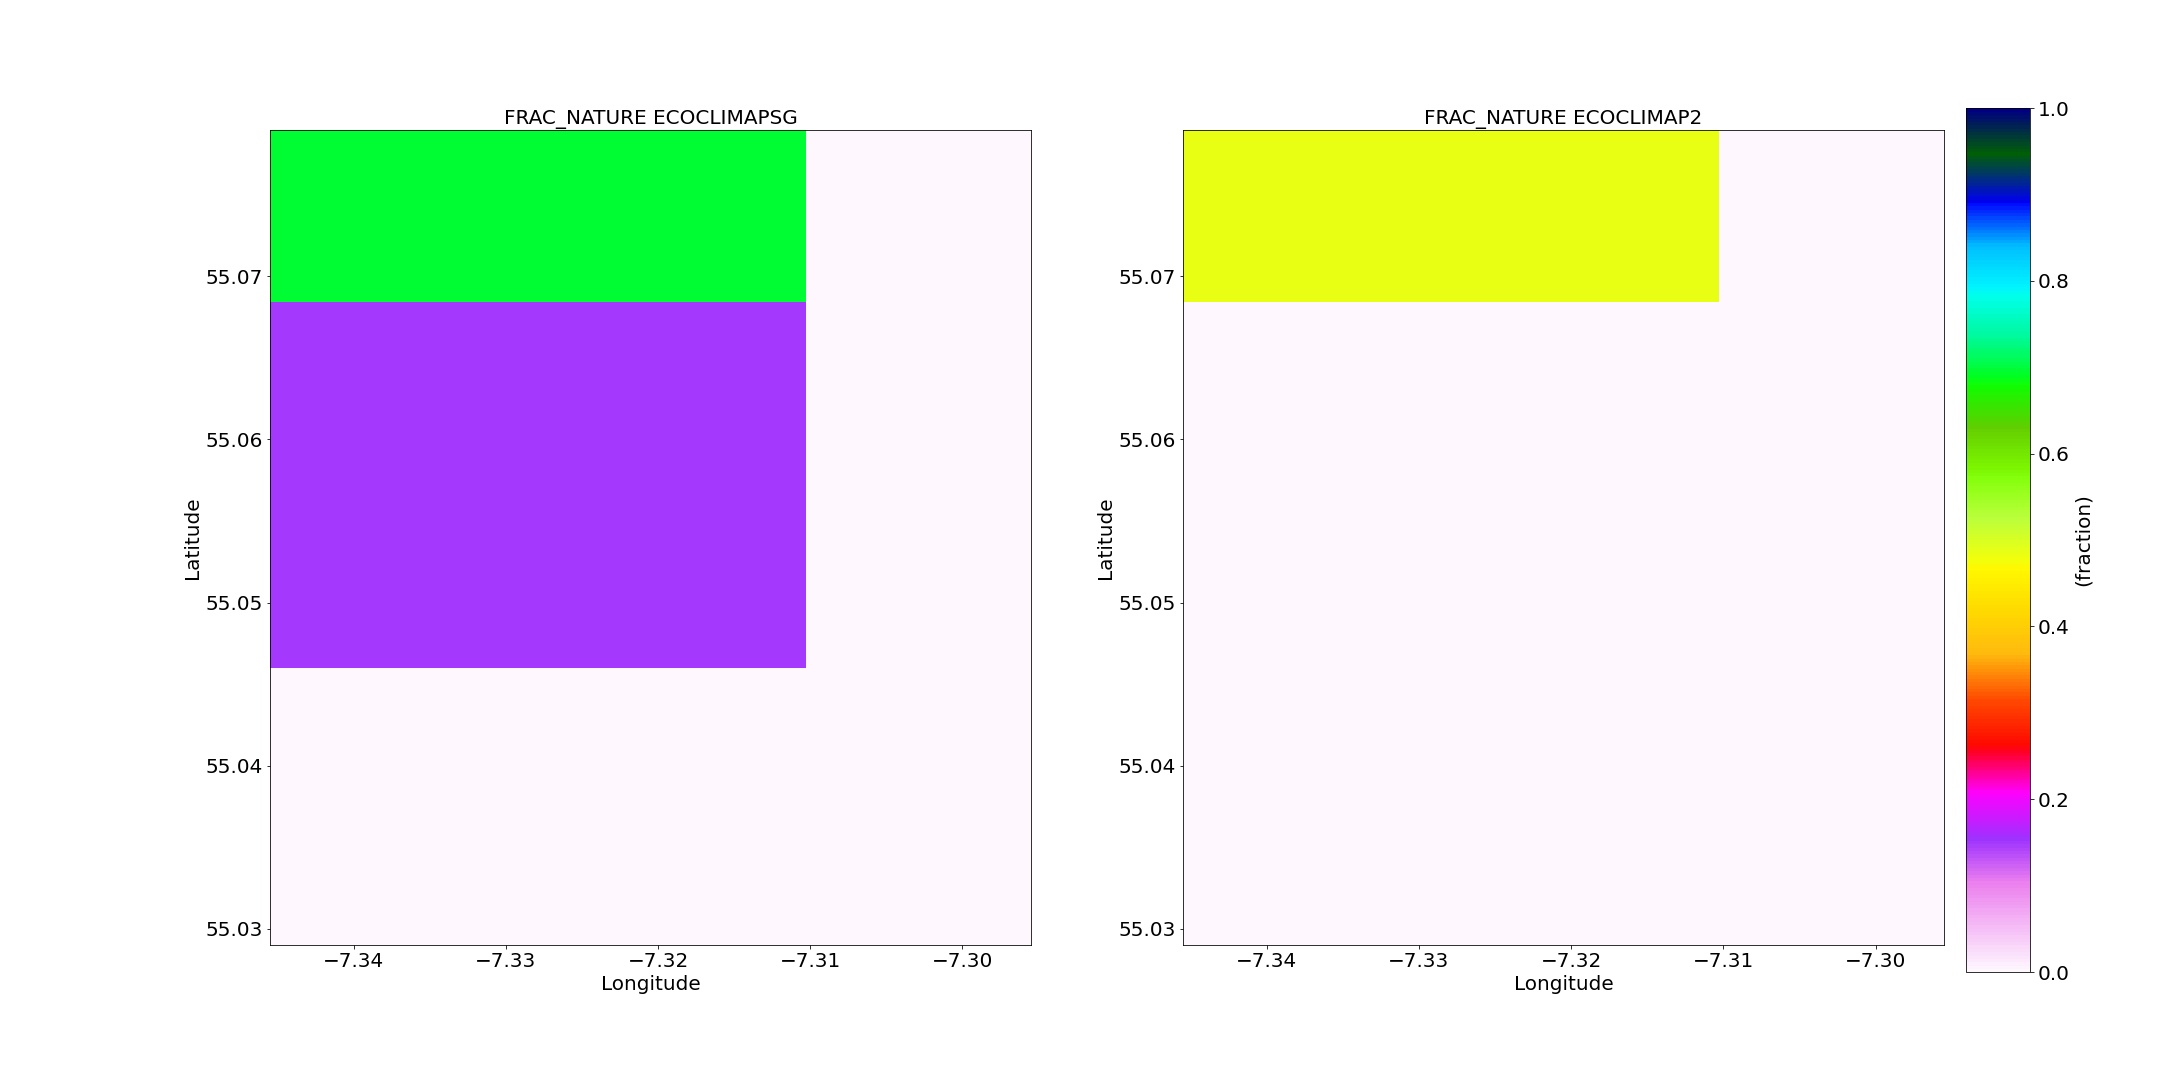 FRAC_NATURE ECOCLIMAPSG
55.07
55.06
55.05
55.04
55.03
Latitude
−7.34 −7.33 −7.32 −7.31 −7.30
Longitude
FRAC_NATURE ECOCLIMAP2
55.07
55.06
55.05
55.04
55.03
Latitude
−7.34 −7.33 −7.32 −7.31 −7.30
Longitude
1.0
0.8
0.6
0.4
0.2
0.0
(fraction)